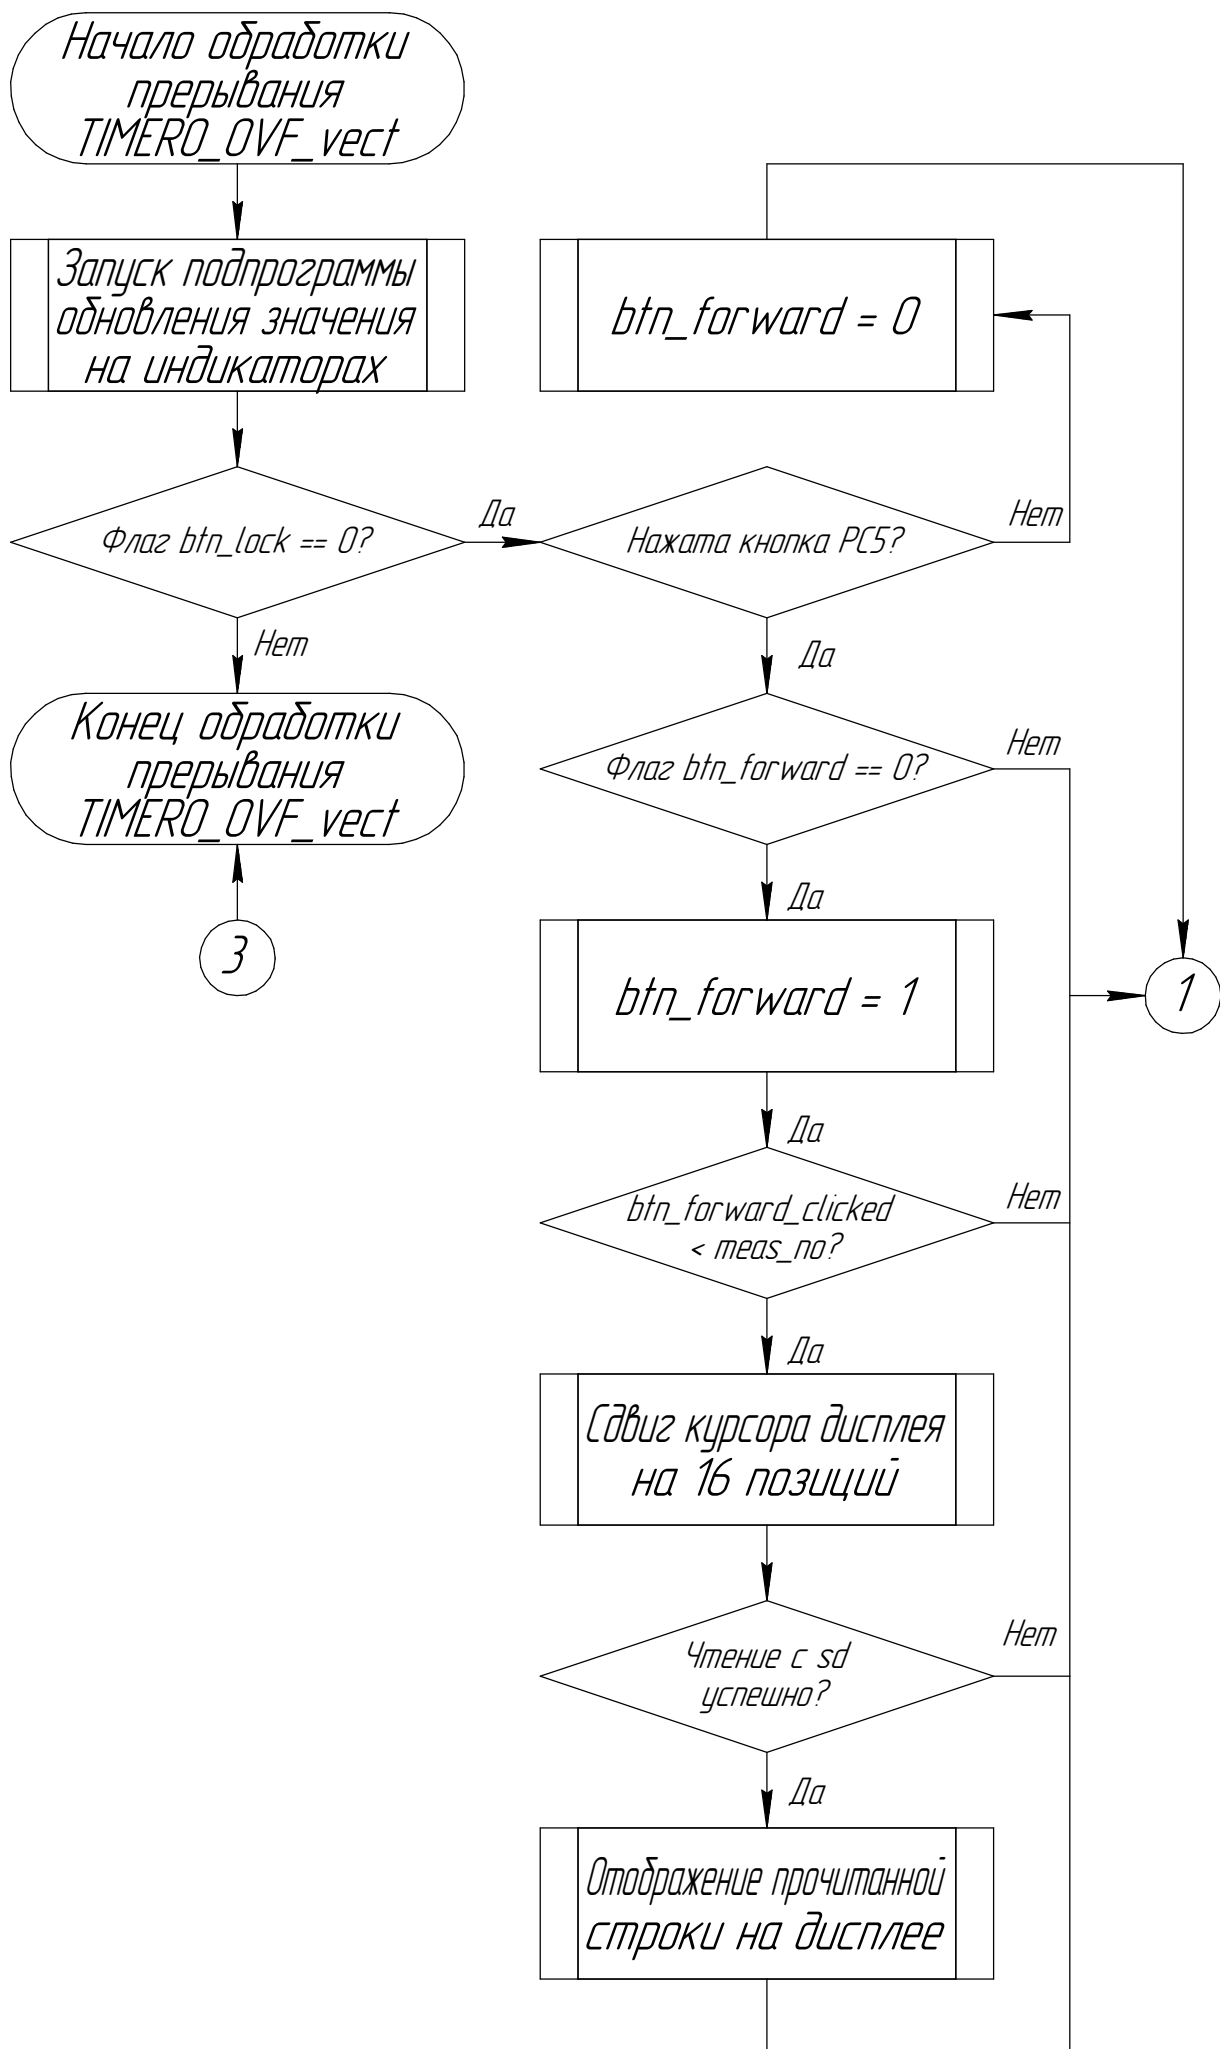 Начало обработки
прерывания
TIMER0_OVF_vect
Запуск подпрограммы
обновления значения
на индикаторах
btn_forward = 0
Флаг btn_lock == 0?
Да
Нажата кнопка PC5?
Нет
Нет
Да
Конец обработки
прерывания
TIMER0_OVF_vect
Флаг btn_forward == 0?
Нет
Да
3
btn_forward = 1
1
Да
btn_forward_clicked
< meas_no?
Нет
Да
Сдвиг курсора дисплея
на 16 позиций
Чтение с sd
успешно?
Нет
Да
Отображение прочитанной
строки на дисплее